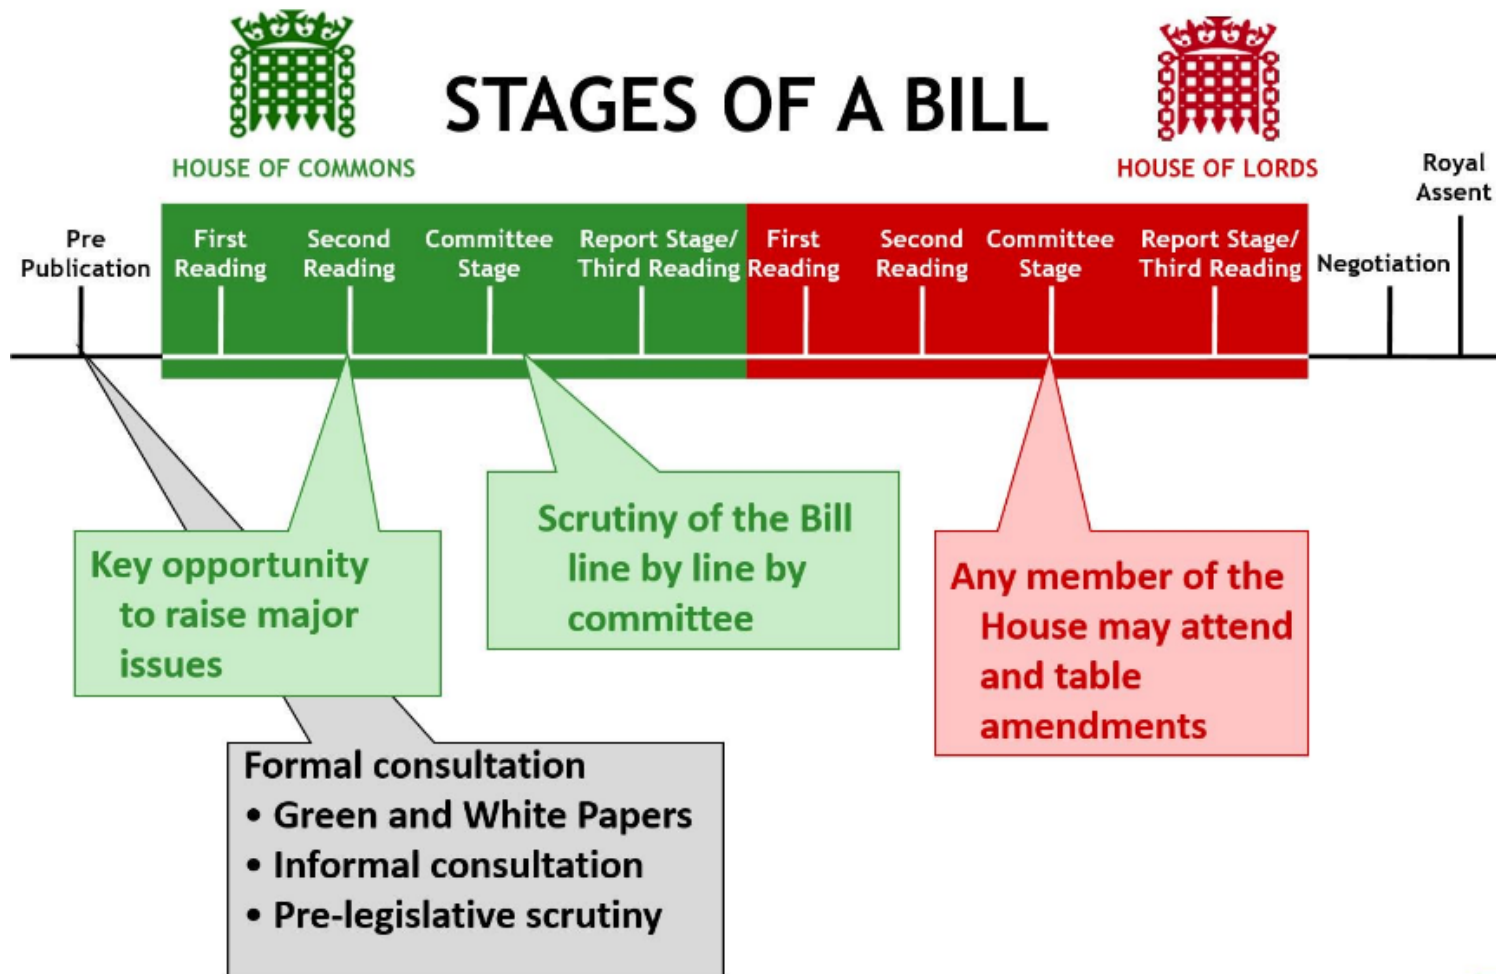 STAGES OF A BILL
HOUSE OF COMMONS
HOUSE OF LORDS
Royal
Assent
Pre
Publication
First
Reading
Second
Reading
Committee
Stage
Report Stage/
Third Reading
First
Reading
Second
Reading
Committee
Stage
Report Stage/
Third Reading
Negotiation
Key opportunity
to raise major
issues
Scrutiny of the Bill
line by line by
committee
Any member of the
House may attend
and table
amendments
Formal consultation
• Green and White Papers
• Informal consultation
• Pre-legislative scrutiny